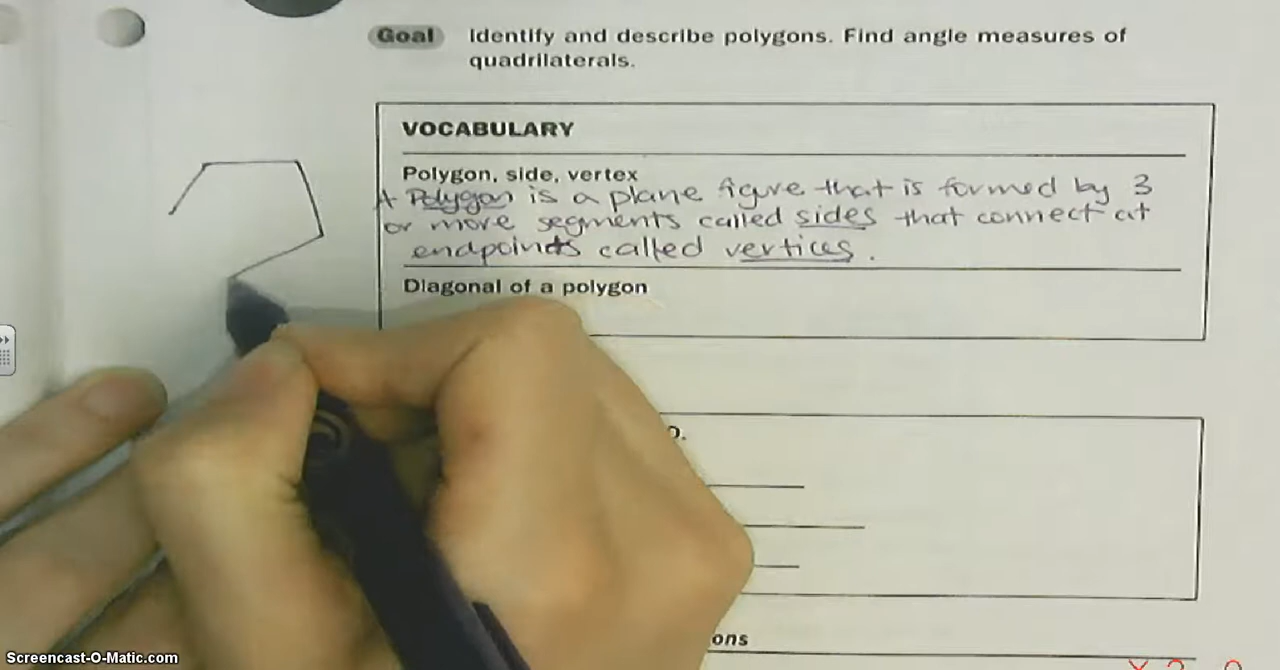 Goal Identify and describe polygons. Find angle measures of
quadrilaterals.
VOCABULARY
Polygon, side, vertex
A Polygon is a plane figure that is formed by 3
or more segments called sides that connect at
endpoints called vertices.
Diagonal of a polygon
ons
Screencast-O-Matic.com